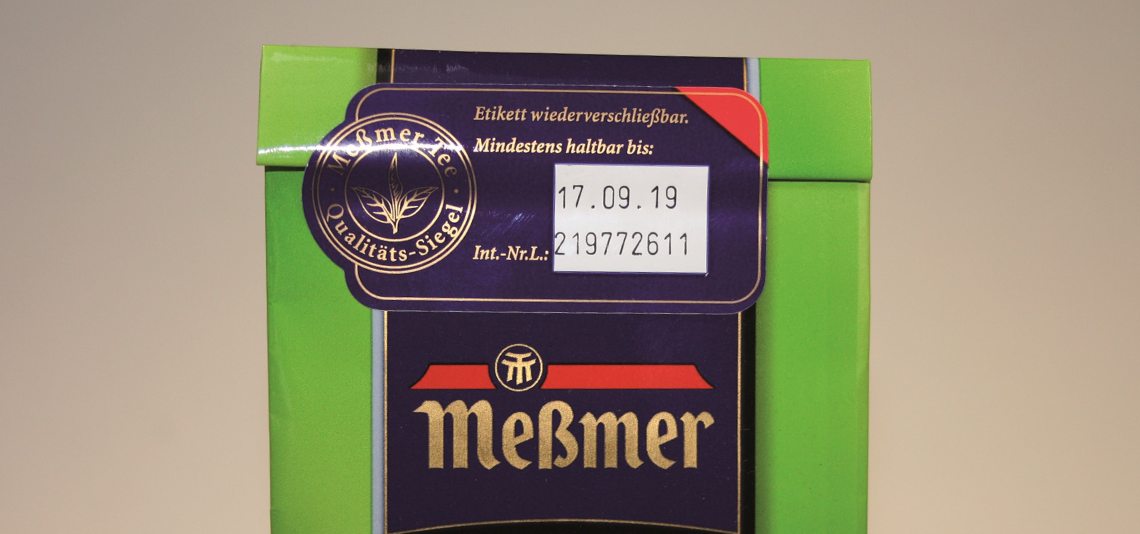 Etikett wiederverschließbar.
Mindestens haltbar bis:
17.09.19
Int.-Nr.L.: 219772611
Meßmer Tee
Qualitäts-Siegel
Meßmer